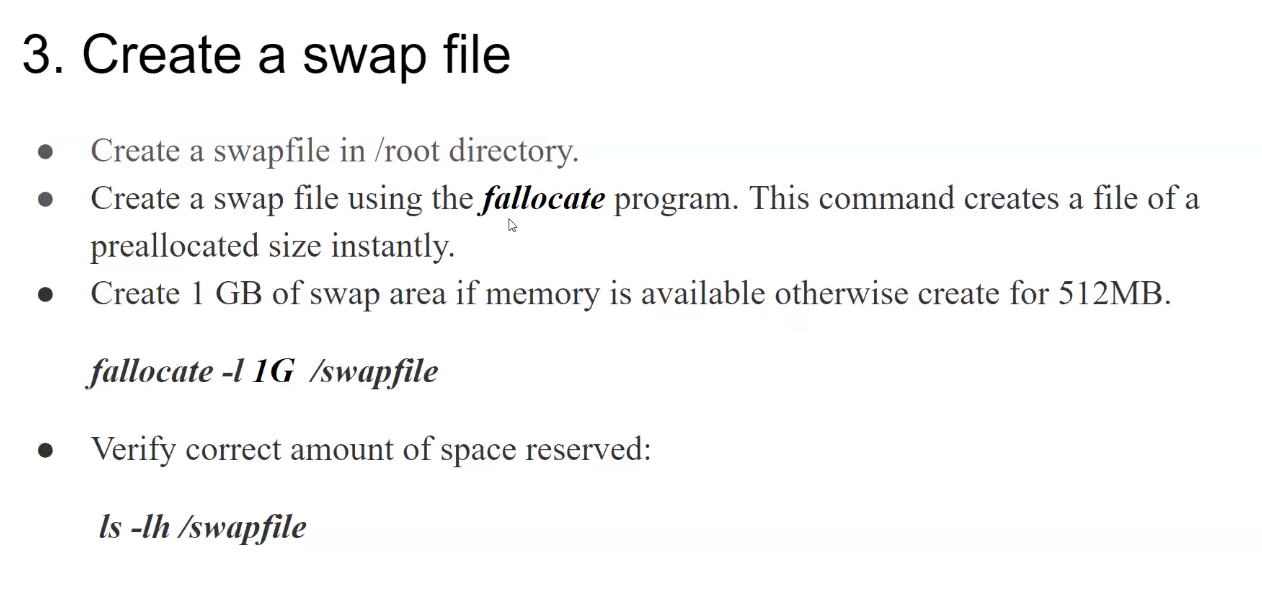 3. Create a swap file
● Create a swapfile in /root directory.
● Create a swap file using the fallocate program. This command creates a file of a
preallocated size instantly.
● Create 1 GB of swap area if memory is available otherwise create for 512MB.
fallocate -l 1G /swapfile
● Verify correct amount of space reserved:
ls -lh /swapfile